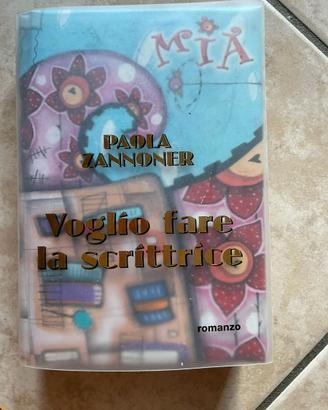 MIA
PAOLA
ZANNONER
Voglio fare
la scrittrice
romanzo